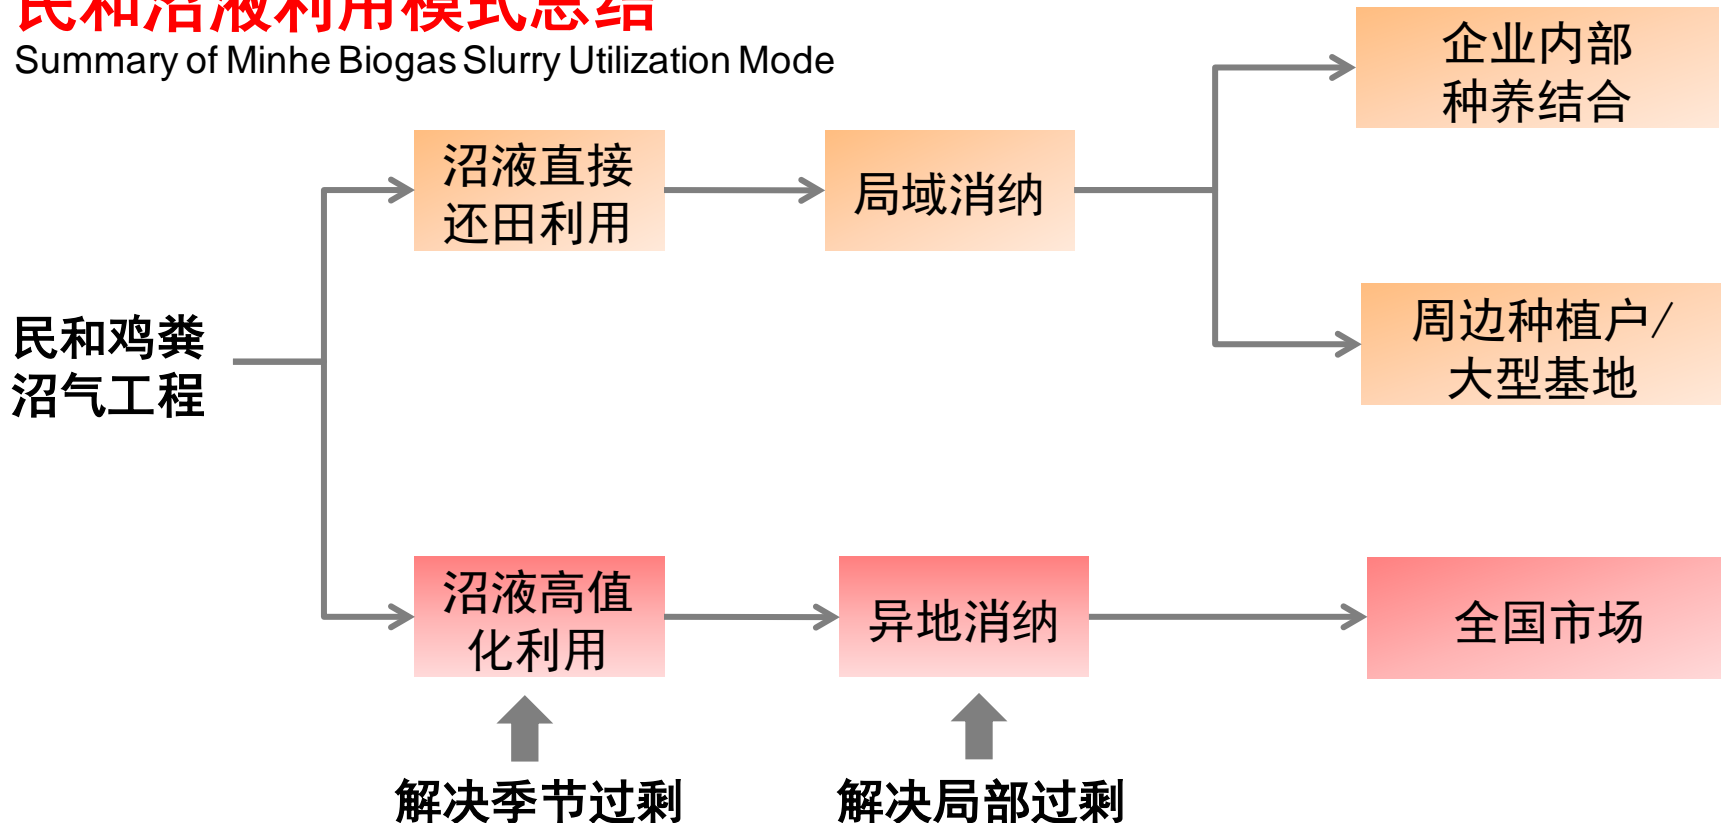 民和沼液利用模式总结
Summary of Minhe Biogas Slurry Utilization Mode
企业内部
种养结合
沼液直接
还田利用
局域消纳
周边种植户/
大型基地
民和鸡粪
沼气工程
沼液高值
化利用
异地消纳
全国市场
解决季节过剩
解决局部过剩